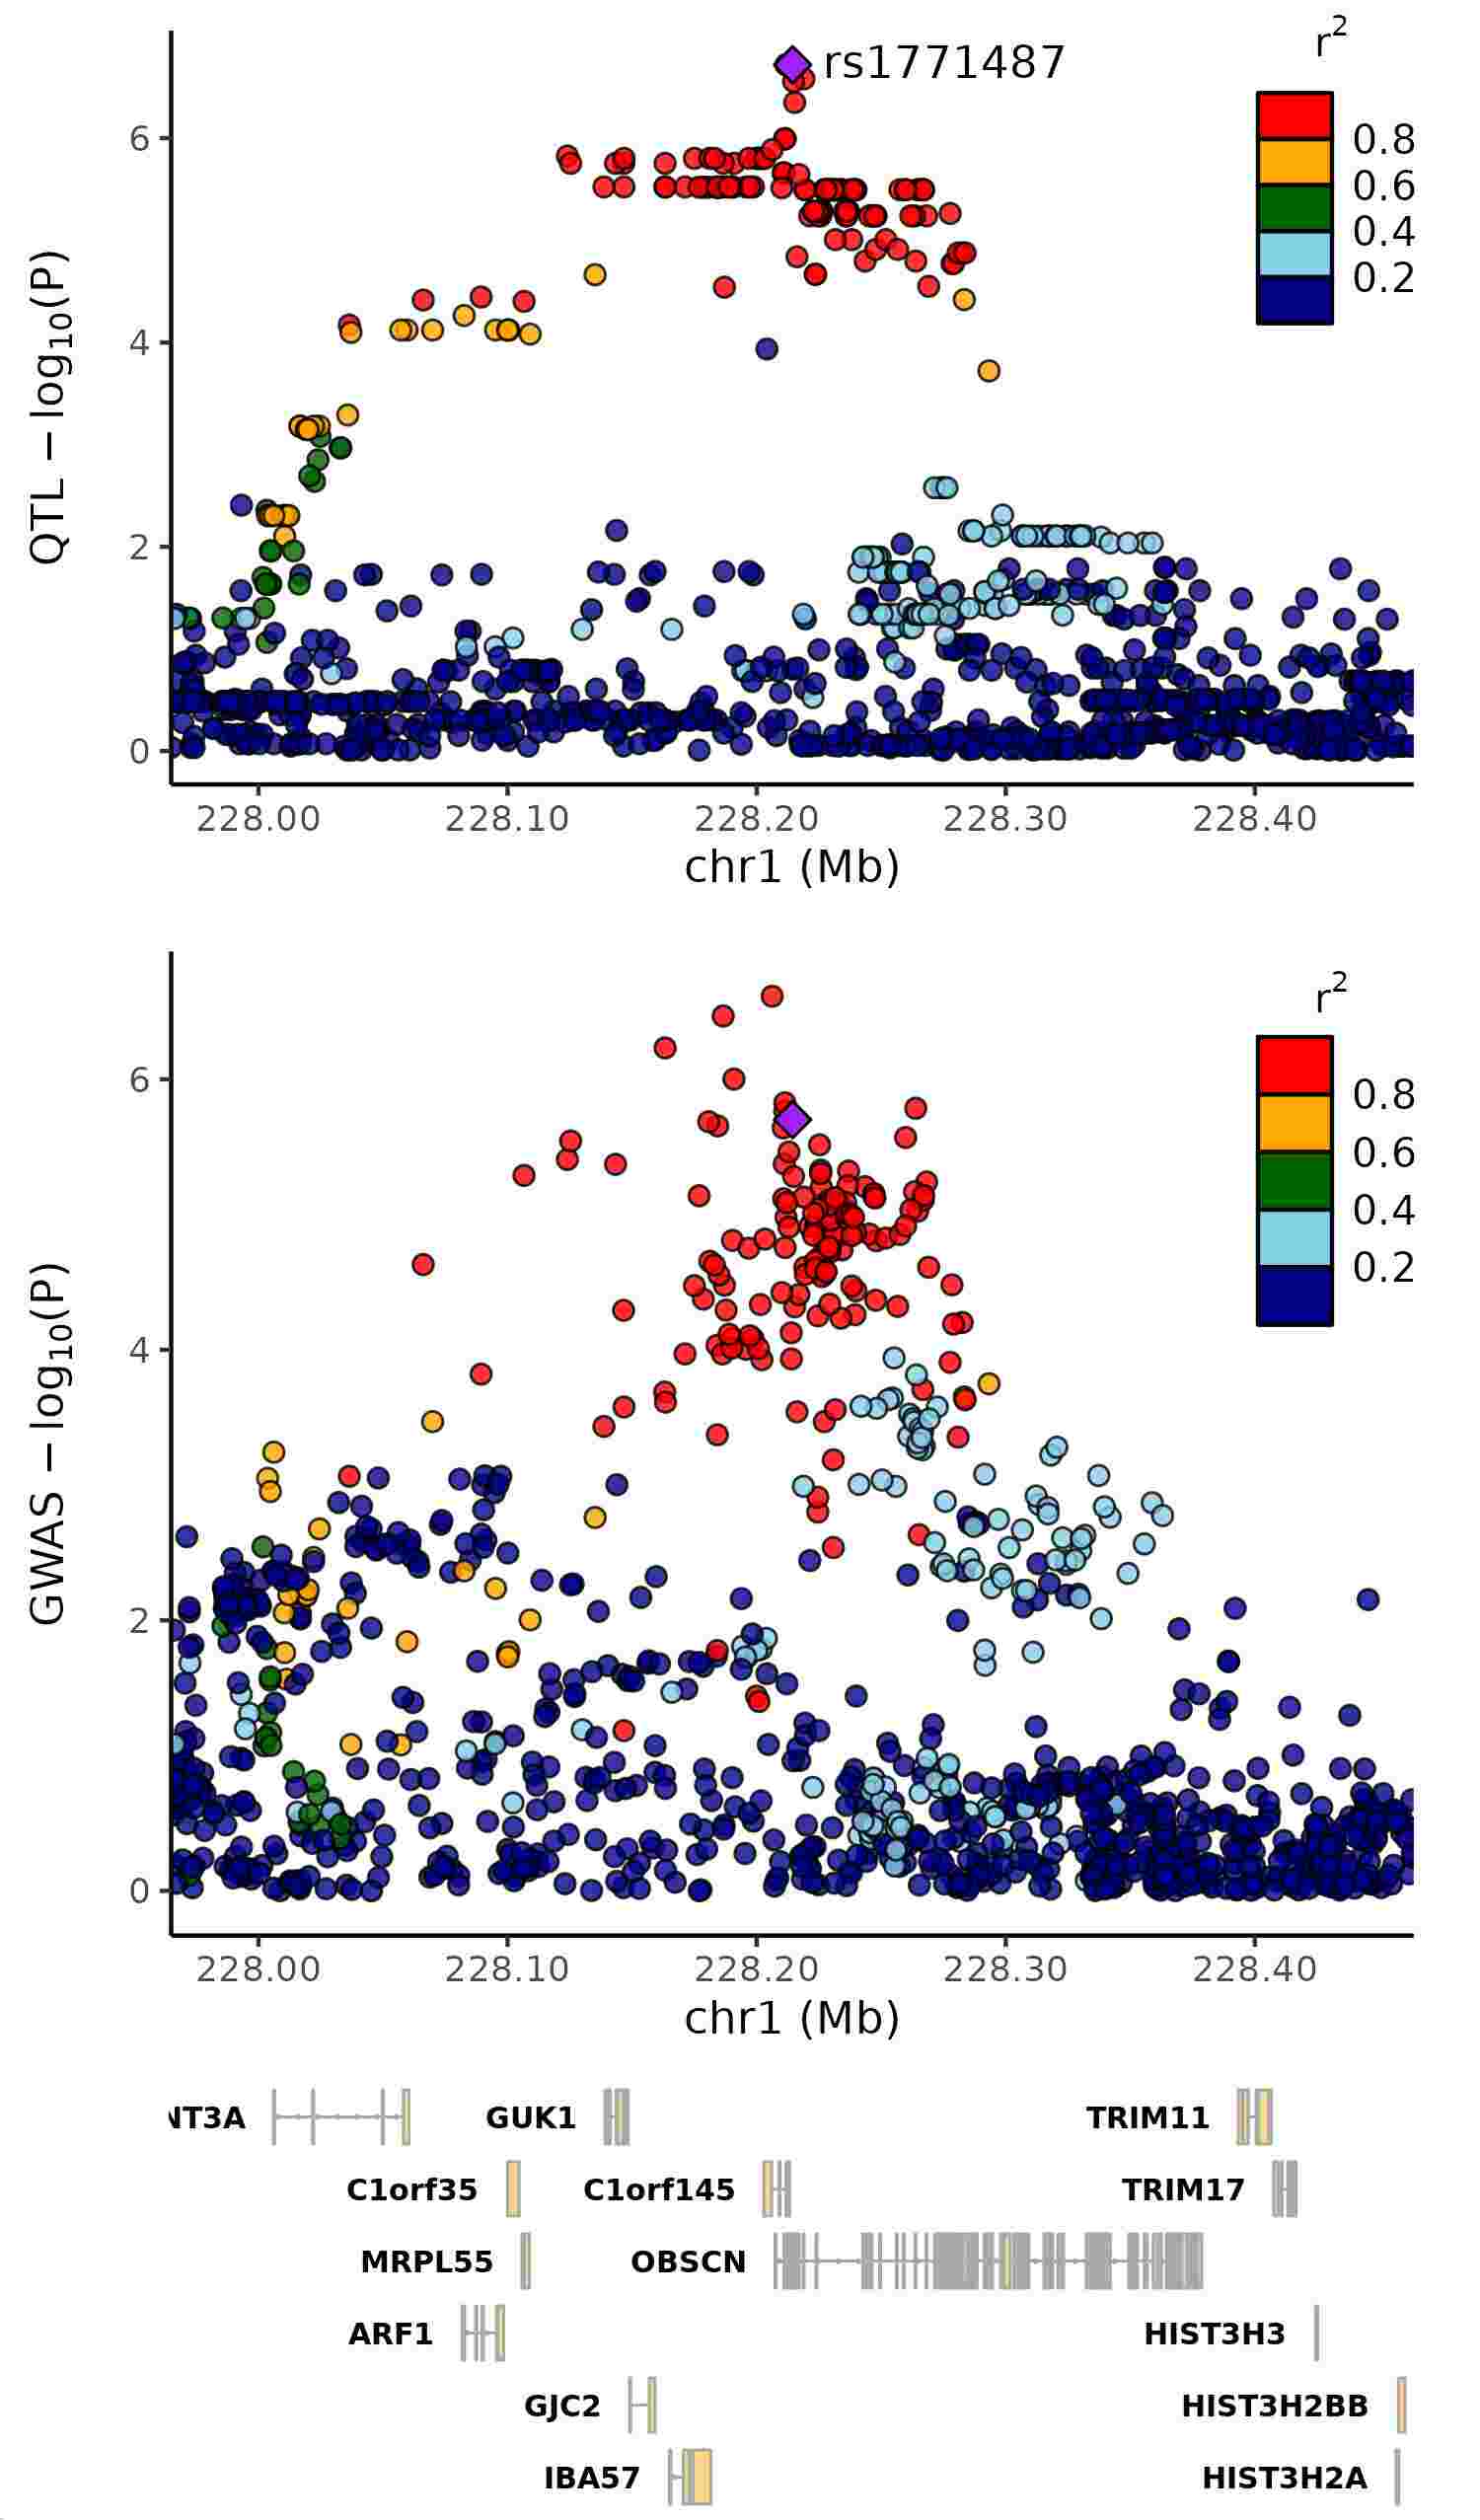 r²
rs1771487
0.8
0.6
0.4
0.2
6
4
2
0
QTL − log₁₀(P)
228.00 228.10 228.20 228.30 228.40
chr1 (Mb)
r²
0.8
0.6
0.4
0.2
6
4
2
0
GWAS − log₁₀(P)
228.00 228.10 228.20 228.30 228.40
chr1 (Mb)
NT3A GUK1 TRIM11
C1orf35 C1orf145 TRIM17
MRPL55 OBSCN
ARF1 HIST3H3
GJC2 HIST3H2BB
IBA57 HIST3H2A